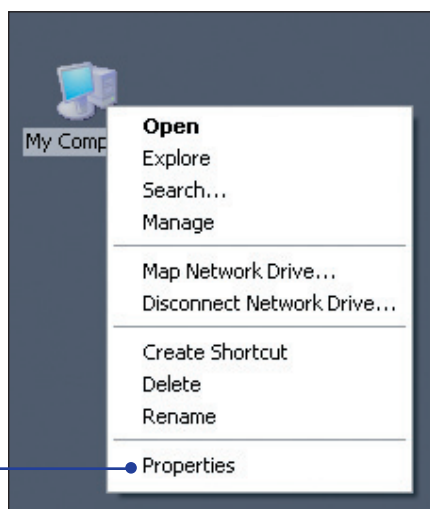 My Comp
Open
Explore
Search...
Manage
Map Network Drive...
Disconnect Network Drive...
Create Shortcut
Delete
Rename
Properties